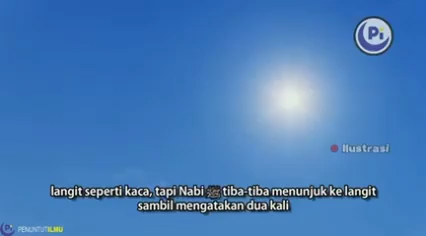 Pi
Ilustrasi
langit seperti kaca, tapi Nabi ﷺ tiba-tiba menunjuk ke langit
sambil mengatakan dua kali
PENUNTUTILMU